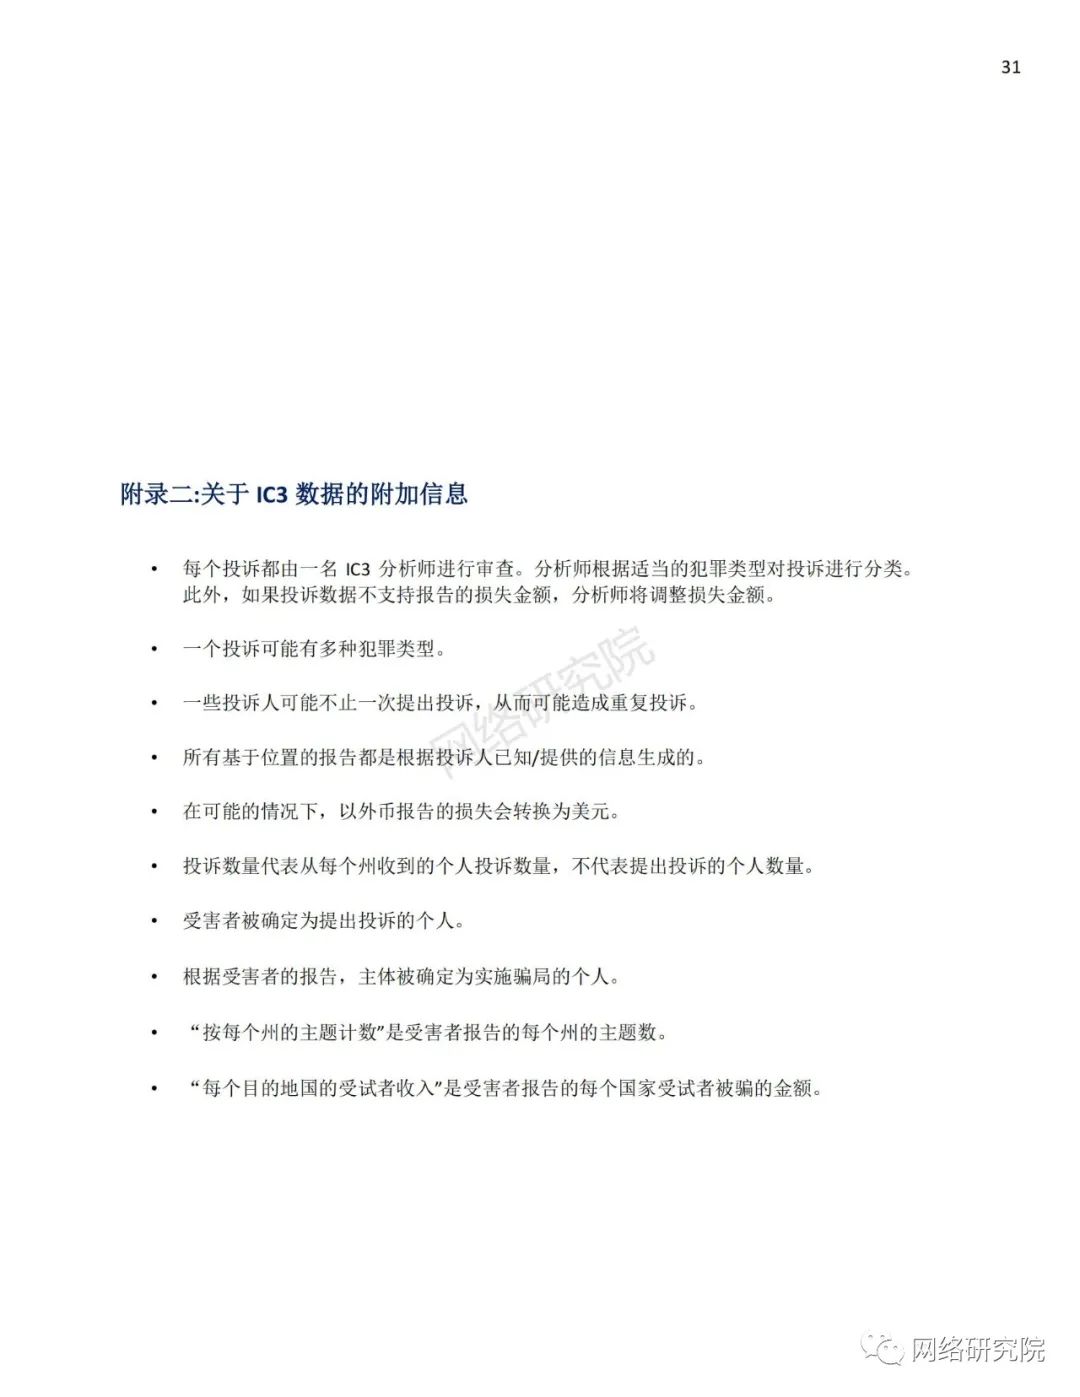 31
附录二:关于 IC3 数据的附加信息
• 每个投诉都由一名 IC3 分析师进行审查。分析师根据适当的犯罪类型对投诉进行分类。
此外，如果投诉数据不支持报告的损失金额，分析师将调整损失金额。
• 一个投诉可能有多种犯罪类型。
• 一些投诉人可能不止一次提出投诉，从而可能造成重复投诉。
• 所有基于位置的报告都是根据投诉人已知/提供的信息生成的。
• 在可能的情况下，以外币报告的损失会转换为美元。
• 投诉数量代表从每个州收到的个人投诉数量，不代表提出投诉的个人数量。
• 受害者被确定为提出投诉的个人。
• 根据受害者的报告，主体被确定为实施骗局的个人。
• “按每个州的主题计数”是受害者报告的每个州的主题数。
• “每个目的地国的受试者收入”是受害者报告的每个国家受试者被骗的金额。
网络研究院
网络研究院